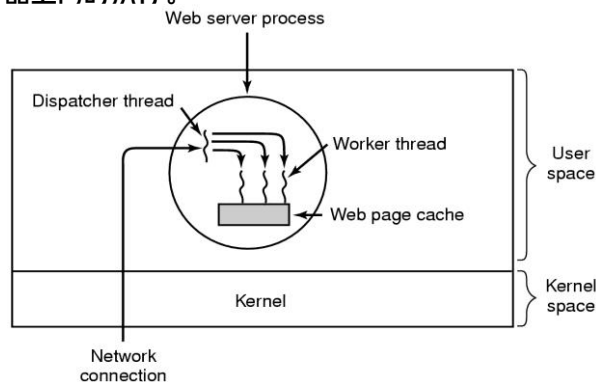 Web server process
Dispatcher thread
Worker thread
User
space
Web page cache
Kernel
Kernel
space
Network
connection